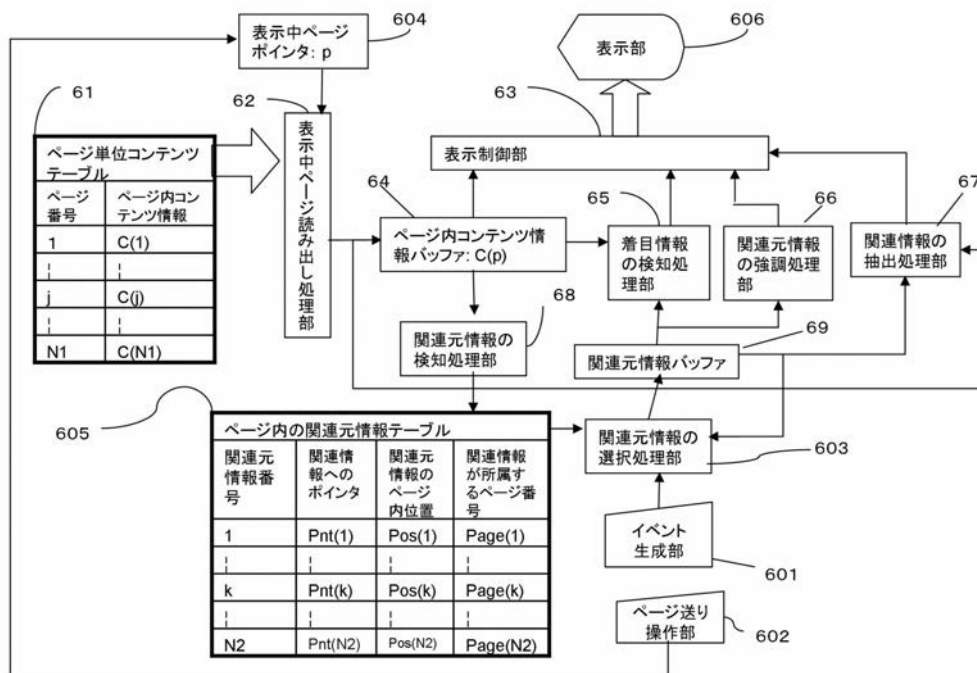 表示中ページ
ポインタ: p
604
表示部
606
61
ページ単位コンテンツ
テーブル
ページ
番号
ページ内コン
テンツ情報
1
C(1)
j
C(j)
N1
C(N1)
62
表示中ページ読み出し処理部
63
表示制御部
64
ページ内コンテンツ情
報バッファ: C(p)
65
着目情報
の検知処
理部
66
関連元情報
の強調処理
部
67
関連情報の
抽出処理部
68
関連元情報の
検知処理部
69
関連元情報バッファ
605
ページ内の関連元情報テーブル
関連元
情報番
号
関連情
報への
ポインタ
関連元
情報の
ページ
内位置
関連情報
が所属す
るページ番
号
1
Pnt(1)
Pos(1)
Page(1)
k
Pnt(k)
Pos(k)
Page(k)
N2
Pnt(N2)
Pos(N2)
Page(N2)
関連元情報の
選択処理部
603
イベント
生成部
601
ページ送り
操作部
602